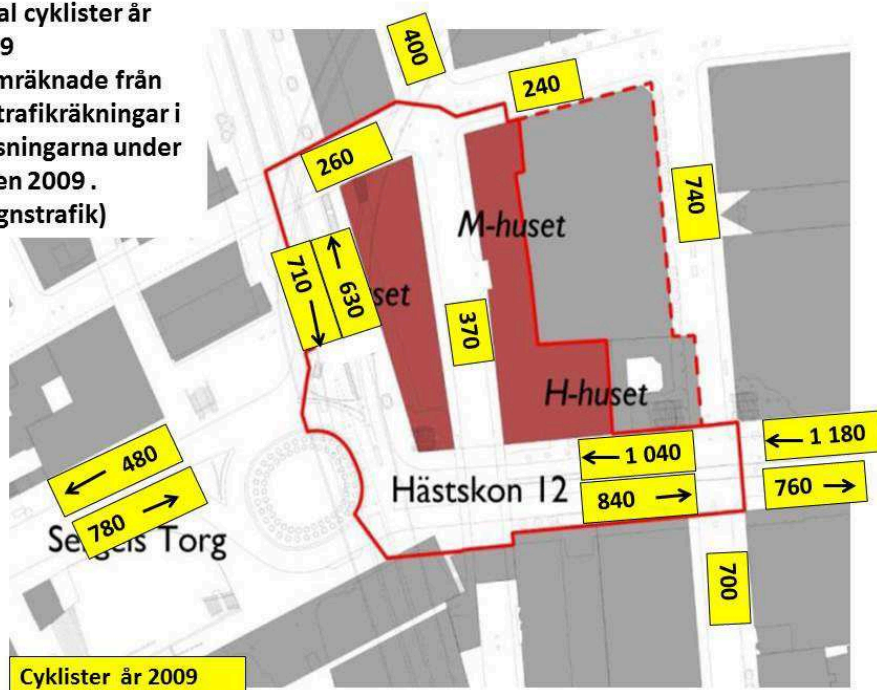 al cyklister år
9
mräknade från
trafikräkningar i
sningarna under
en 2009 .
gnstrafik)
400
240
260
740
M-huset
710 ↓
↑ 630
set
370
H-huset
← 480
780 →
← 1 040
840 →
← 1 180
760 →
Hästskon 12
Sergels Torg
700
Cyklister år 2009